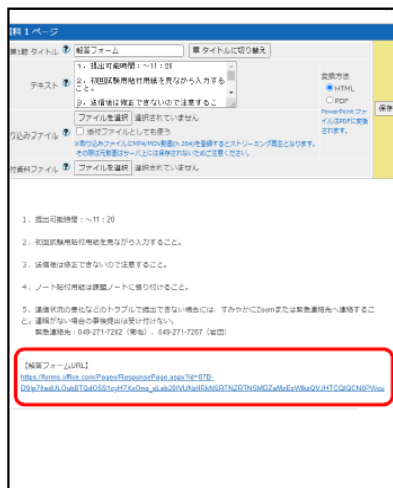 料 1 ページ
第1節 タイトル ? 解答フォーム 章 タイトルに切り替え
テキスト ?
1．提出可能時間：～11：20
2．初回試験用貼付用紙を見ながら入力すること。
3．送信後は修正できないので注意するこ
変換方法
HTML
PDF
PowerPoint ファイルはPDFに変換されます。
保存
り込みファイル ? ファイルを選択 選択されていません
添付ファイルとしても使う
※取り込みファイルにMP4/MOV動画(h.264)を登録するとストリーミング再生となります。
その際は元動画はサーバ上には保存されないためご注意ください。
付資料ファイル ? ファイルを選択 選択されていません
1．提出可能時間：～11：20
2．初回試験用貼付用紙を見ながら入力すること。
3．送信後は修正できないので注意すること。
4．ノート貼付用紙は課題ノートに張り付けること。
5．通信状況の悪化などのトラブルで提出できない場合には、すみやかにZoomまたは緊急連絡先へ連絡するこ
と。連絡がない場合の事後提出は受け付けない。
緊急連絡先：049-271-7282（菊地）、049-271-7267（岩田）
【解答フォームURL】
https://forms.office.com/Pages/ResponsePage.aspx?id=